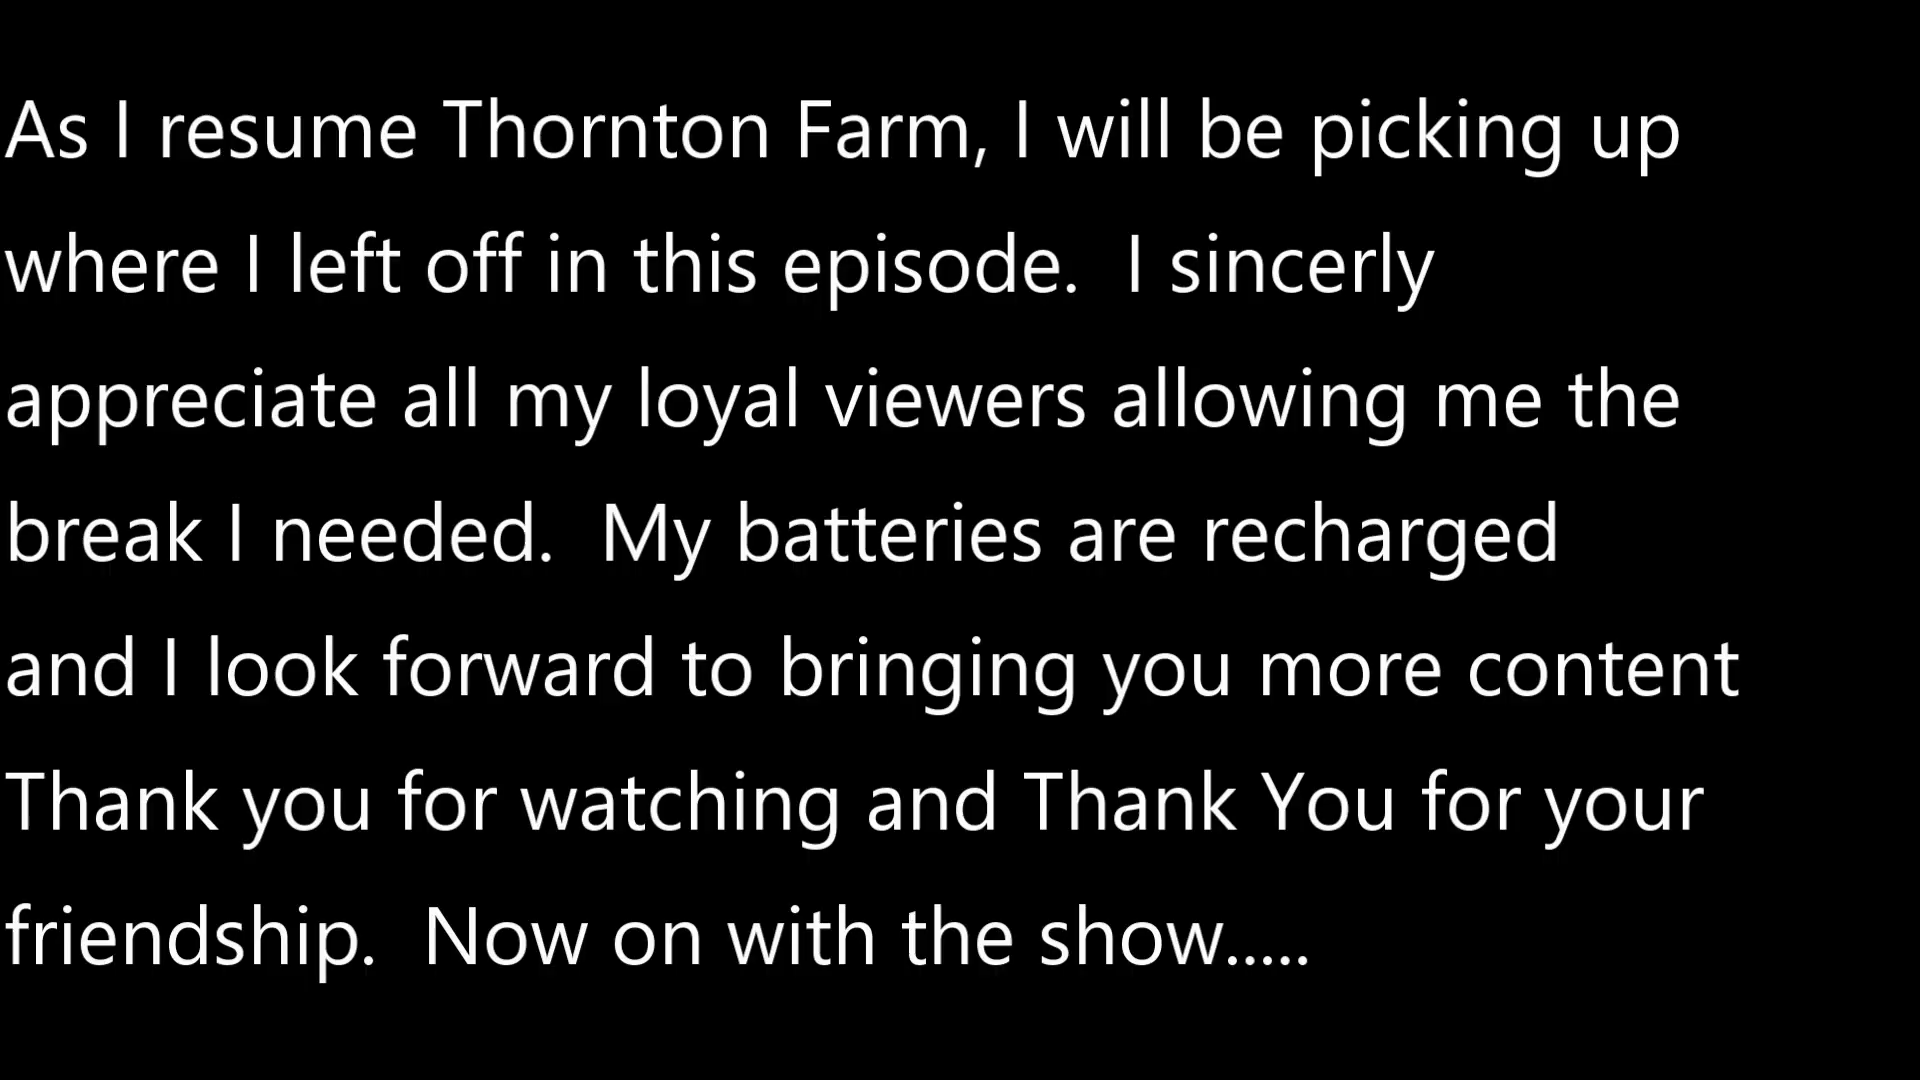 As I resume Thornton Farm, I will be picking up
where I left off in this episode.  I sincerly
appreciate all my loyal viewers allowing me the
break I needed.  My batteries are recharged
and I look forward to bringing you more content
Thank you for watching and Thank You for your
friendship.  Now on with the show.....